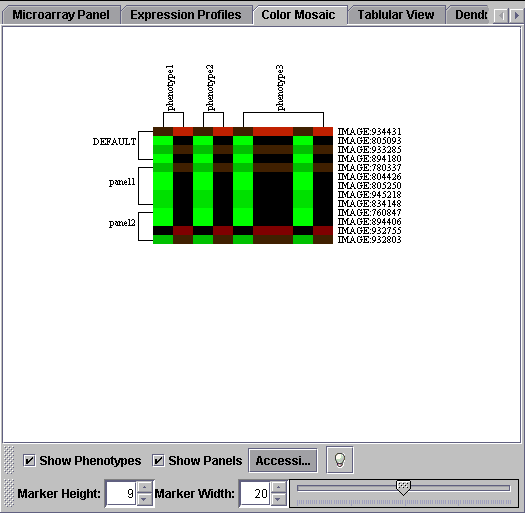 Microarray Panel Expression Profiles Color Mosaic Tablular View Dend
phenotype1 phenotype2 phenotype3
DEFAULT
panel1
panel2
IMAGE:934431
IMAGE:805093
IMAGE:933285
IMAGE:894180
IMAGE:780337
IMAGE:804426
IMAGE:805250
IMAGE:945218
IMAGE:834148
IMAGE:760847
IMAGE:894406
IMAGE:932755
IMAGE:932803
Show Phenotypes Show Panels Accessi...
Marker Height: 9 Marker Width: 20